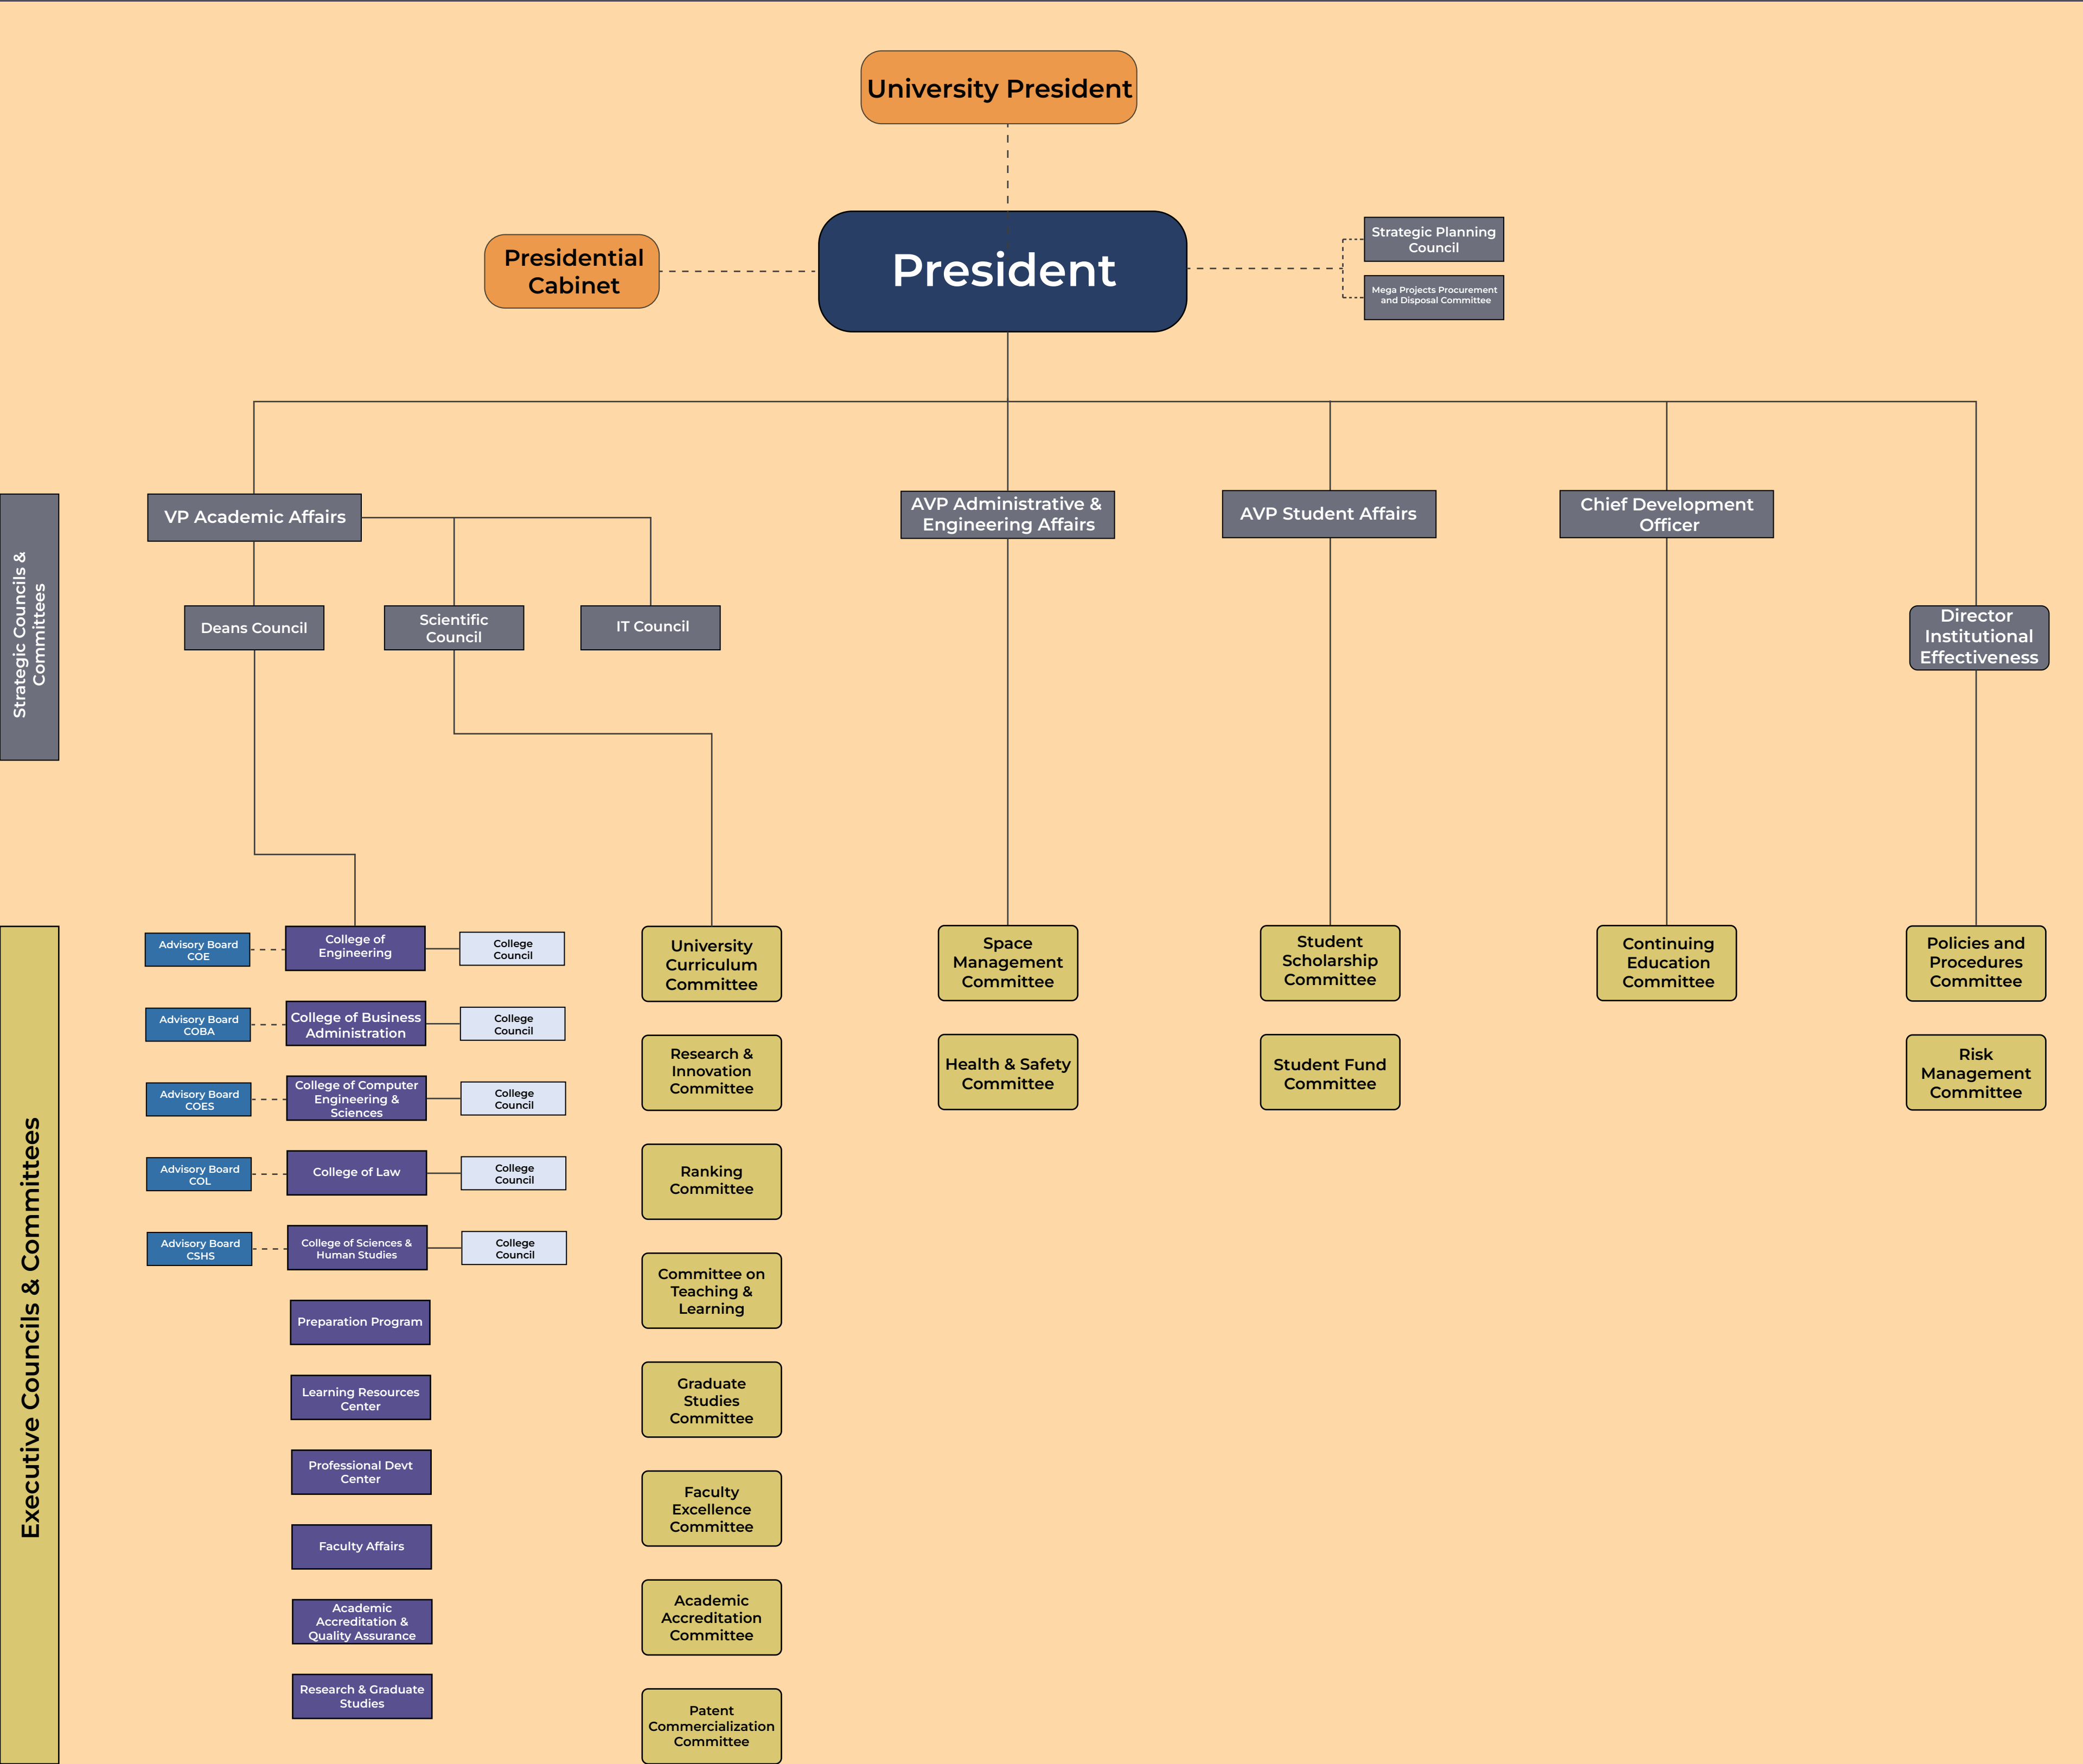 University President
President
Presidential
Cabinet
Strategic Planning
Council
Mega Projects Procurement
and Disposal Committee
Strategic Councils &
Committees
VP Academic Affairs
AVP Administrative &
Engineering Affairs
AVP Student Affairs
Chief Development
Officer
Deans Council
Scientific
Council
IT Council
Director
Institutional
Effectiveness
Executive Councils & Committees
Advisory Board
COE
College of
Engineering
College
Council
Advisory Board
COBA
College of Business
Administration
College
Council
Advisory Board
COES
College of Computer
Engineering &
Sciences
College
Council
Advisory Board
COL
College of Law
College
Council
Advisory Board
CSHS
College of Sciences &
Human Studies
College
Council
Preparation Program
Learning Resources
Center
Professional Devt
Center
Faculty Affairs
Academic
Accreditation &
Quality Assurance
Research & Graduate
Studies
University
Curriculum
Committee
Research &
Innovation
Committee
Ranking
Committee
Committee on
Teaching &
Learning
Graduate
Studies
Committee
Faculty
Excellence
Committee
Academic
Accreditation
Committee
Patent
Commercialization
Committee
Space
Management
Committee
Health & Safety
Committee
Student
Scholarship
Committee
Student Fund
Committee
Continuing
Education
Committee
Policies and
Procedures
Committee
Risk
Management
Committee